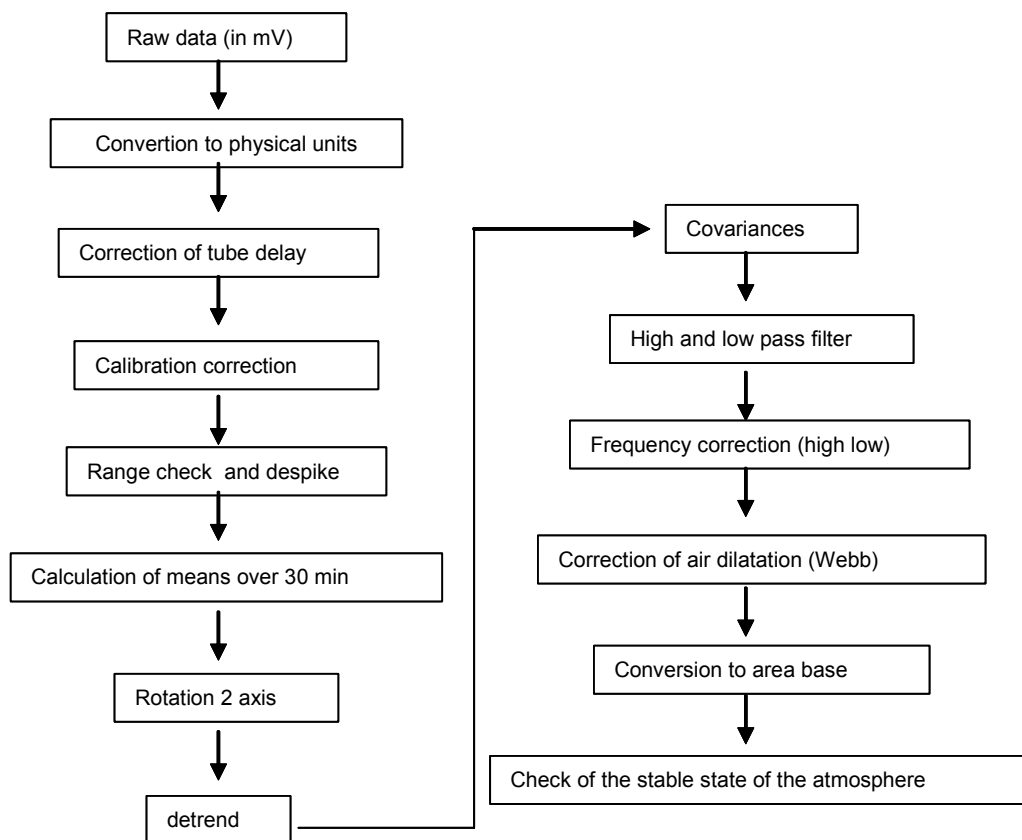 Raw data (in mV)
Convertion to physical units
Correction of tube delay
Calibration correction
Range check and despike
Calculation of means over 30 min
Rotation 2 axis
detrend
Covariances
High and low pass filter
Frequency correction (high low)
Correction of air dilatation (Webb)
Conversion to area base
Check of the stable state of the atmosphere